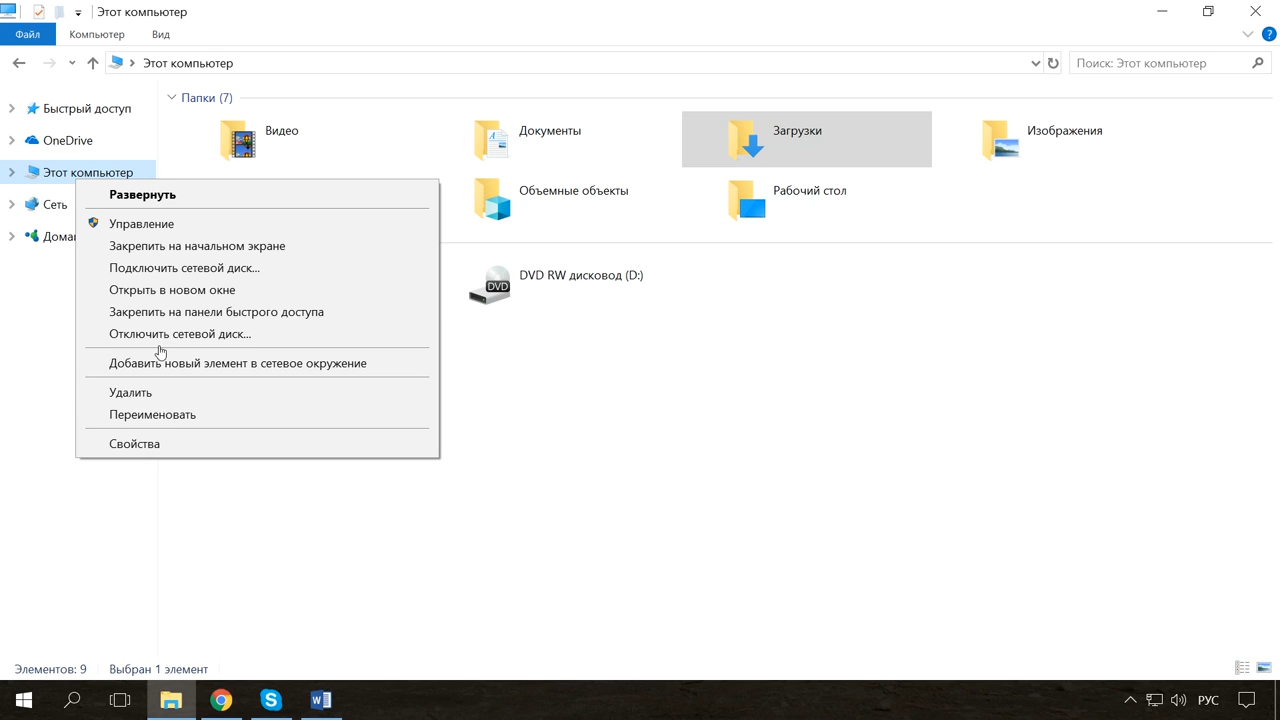 Этот компьютер
Файл Компьютер Вид
Этот компьютер
Поиск: Этот компьютер
Быстрый доступ
OneDrive
Этот компьютер
Сеть
Домаш
Развернуть
Управление
Закрепить на начальном экране
Подключить сетевой диск...
Открыть в новом окне
Закрепить на панели быстрого доступа
Отключить сетевой диск...
Добавить новый элемент в сетевое окружение
Удалить
Переименовать
Свойства
Папки (7)
Видео
Документы
Загрузки
Изображения
Объемные объекты
Рабочий стол
DVD
DVD RW дисковод (D:)
Элементов: 9 Выбран 1 элемент
РУС